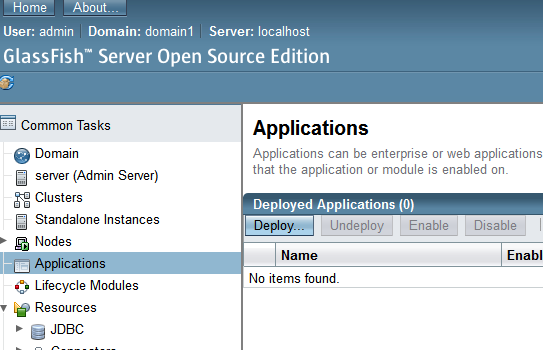 Home About...
User: admin Domain: domain1 Server: localhost
GlassFish™ Server Open Source Edition
Common Tasks
Domain
server (Admin Server)
Clusters
Standalone Instances
Nodes
Applications
Lifecycle Modules
Resources
JDBC
Connectors
Applications
Applications can be enterprise or web applications
that the application or module is enabled on.
Deployed Applications (0)
Deploy... Undeploy Enable Disable
Name Enabl
No items found.